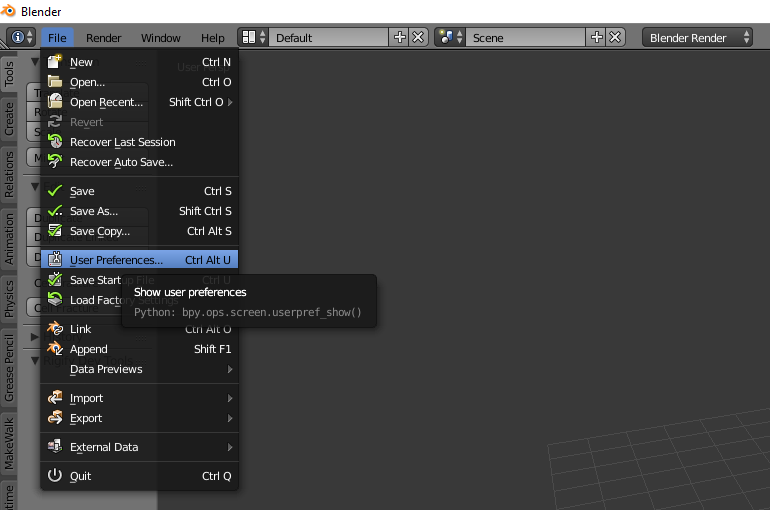 Blender
File Render Window Help Default Scene Blender Render
Tools
Create
Relations
Animation
Physics
Grease Pencil
MakeWalk
New Ctrl N
Open... Ctrl O
Open Recent... Shift Ctrl O
Revert
Recover Last Session
Recover Auto Save...
Save Ctrl S
Save As... Shift Ctrl S
Save Copy... Ctrl Alt S
User Preferences... Ctrl Alt U
Save Startup File
Load Factory Settings
Show user preferences
Python: bpy.ops.screen.userpref_show()
Link Ctrl Alt O
Append Shift F1
Data Previews
Import
Export
External Data
Quit Ctrl Q